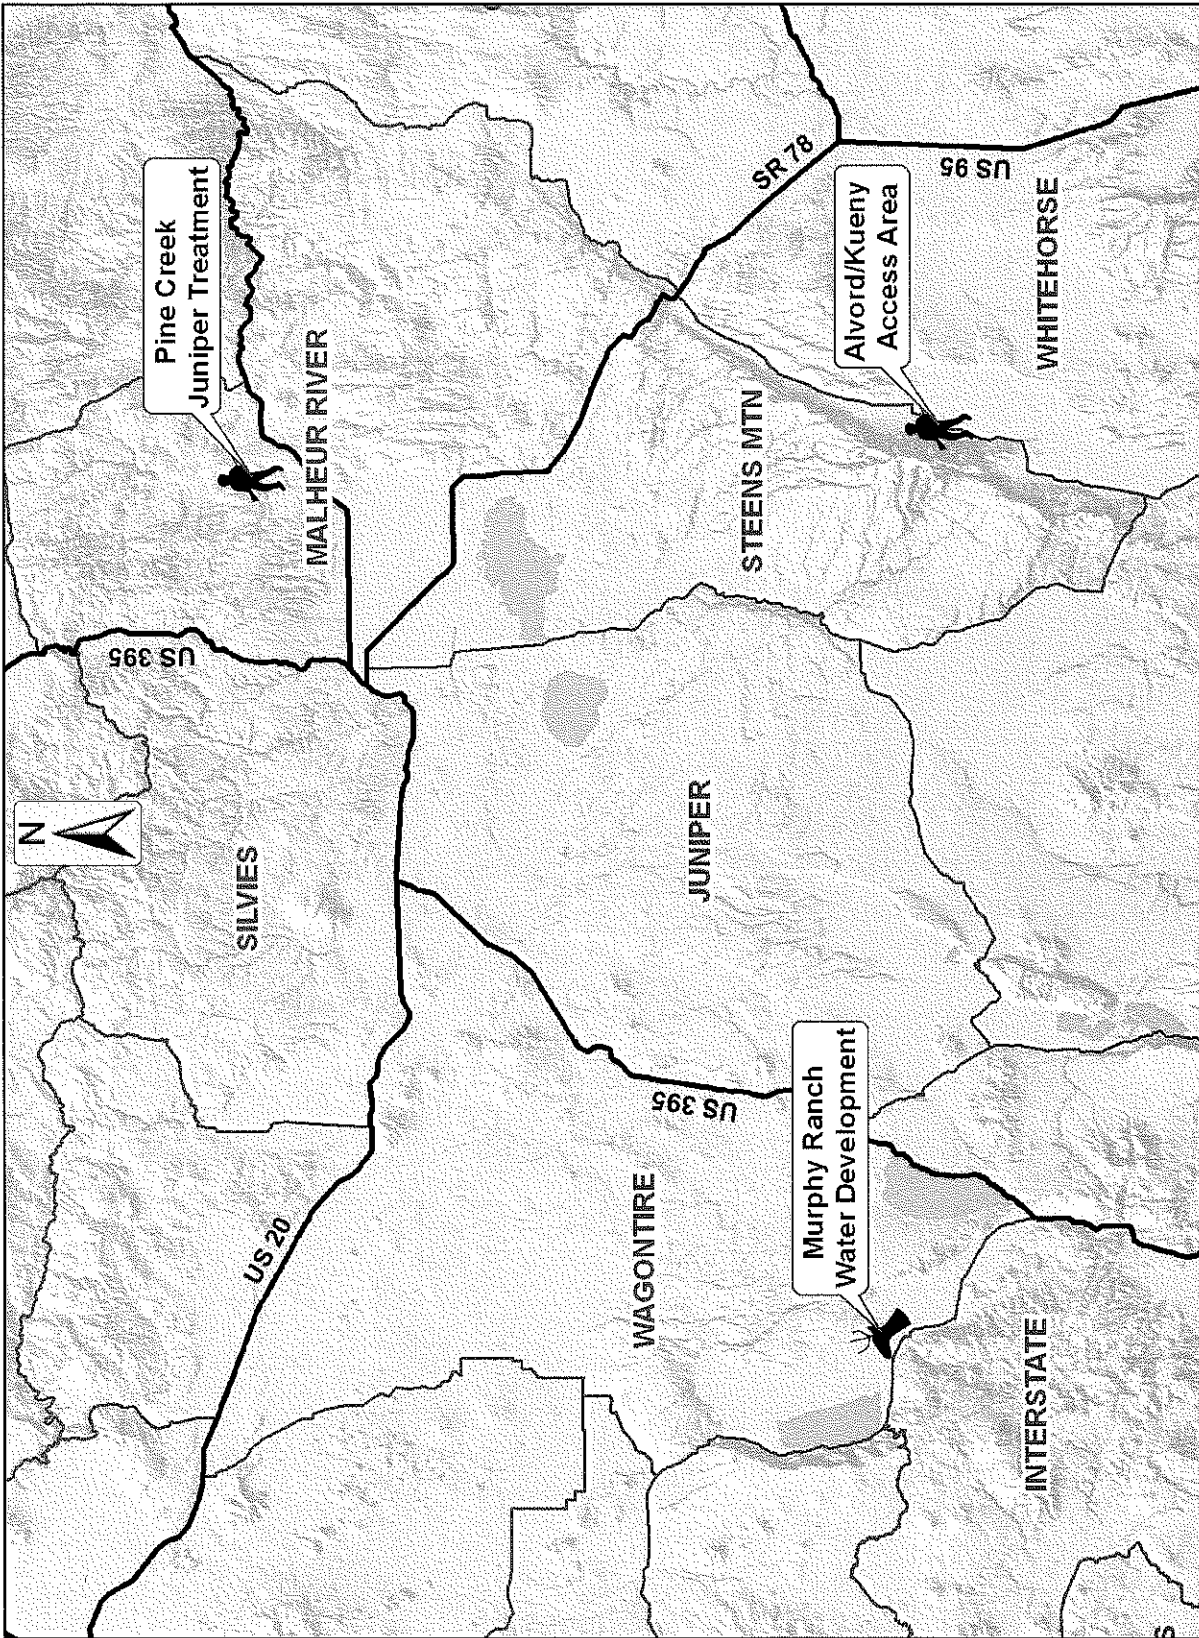 N
Pine Creek
Juniper Treatment
US 395
SILVIES
MALHEUR RIVER
US 20
SR 78
US 95
Alvord/Kueny
Access Area
STEENS MTN
WHITEHORSE
JUNIPER
US 395
WAGONTIRE
Murphy Ranch
Water Development
INTERSTATE
S